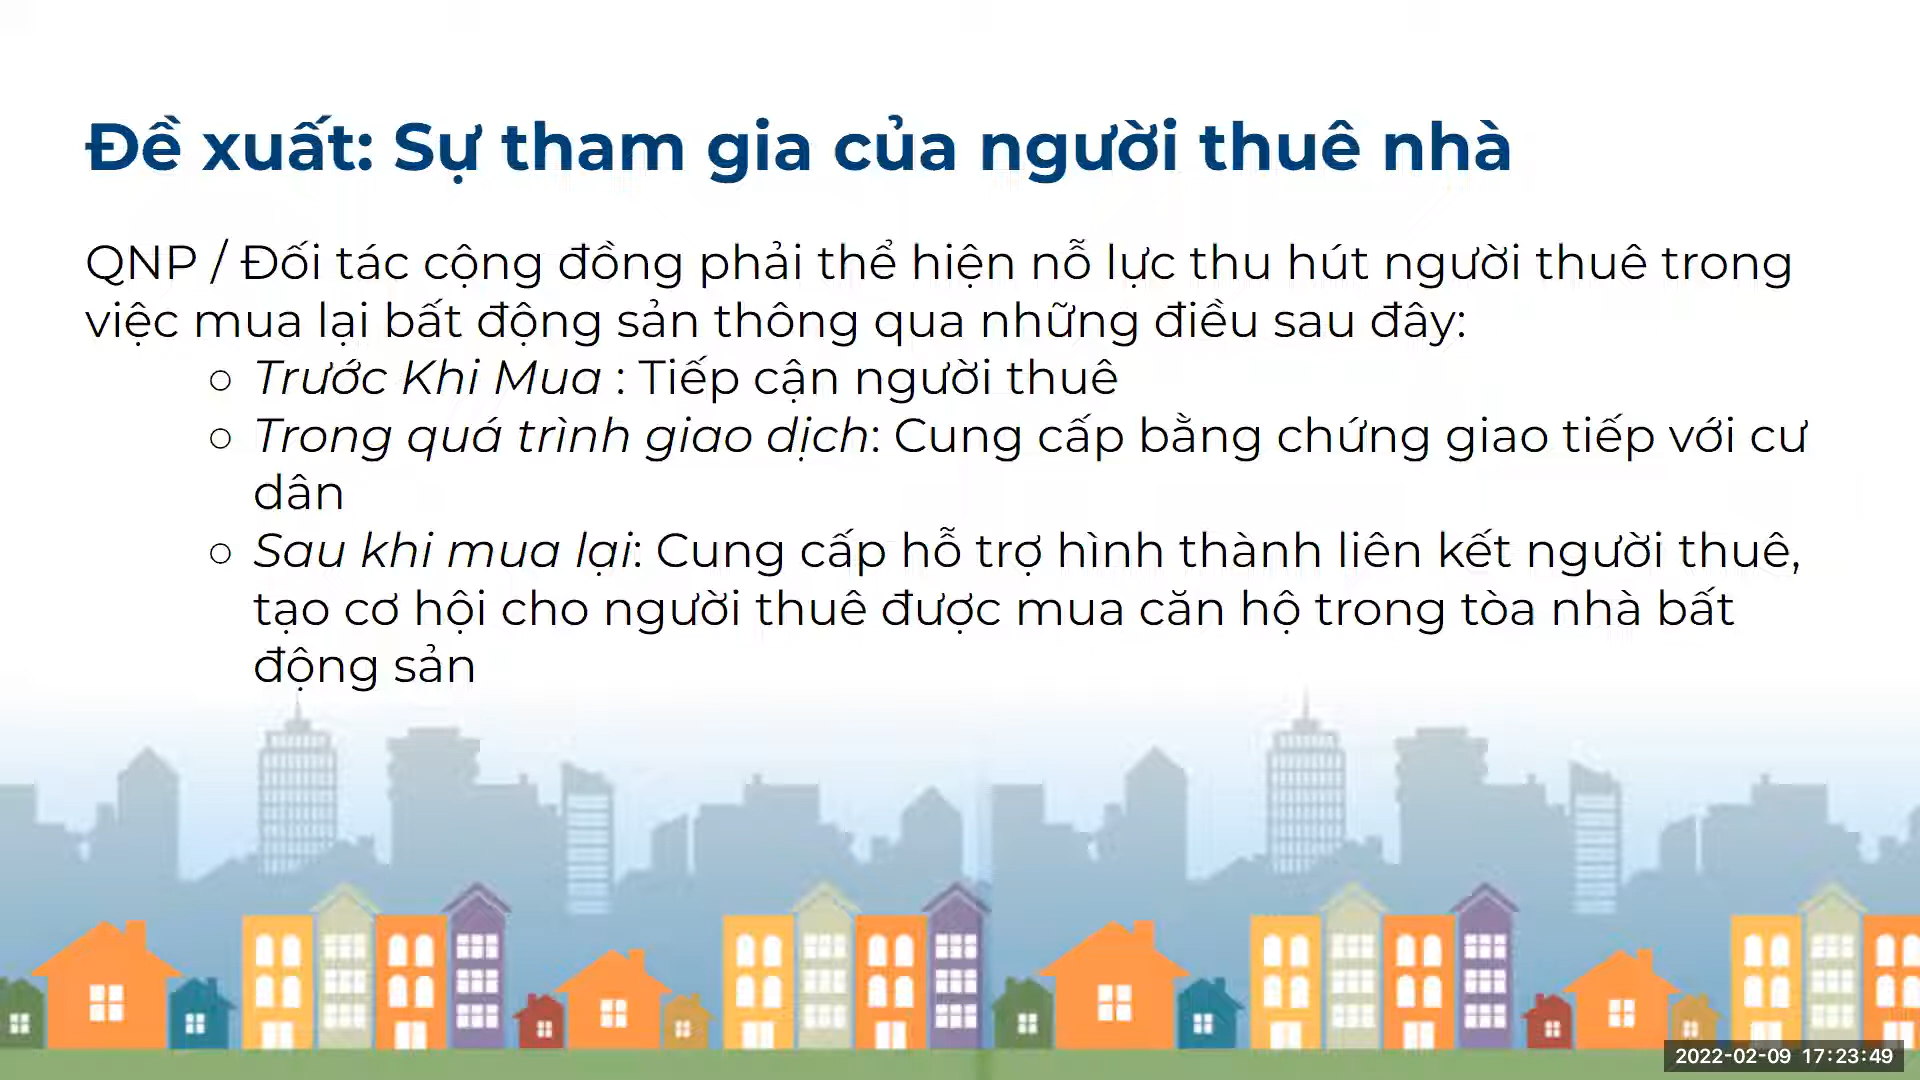 Đề xuất: Sự tham gia của người thuê nhà
QNP / Đối tác cộng đồng phải thể hiện nỗ lực thu hút người thuê trong
việc mua lại bất động sản thông qua những điều sau đây:
○ Trước Khi Mua : Tiếp cận người thuê
○ Trong quá trình giao dịch: Cung cấp bằng chứng giao tiếp với cư
dân
○ Sau khi mua lại: Cung cấp hỗ trợ hình thành liên kết người thuê,
tạo cơ hội cho người thuê được mua căn hộ trong tòa nhà bất
động sản
2022-02-09 17:23:49